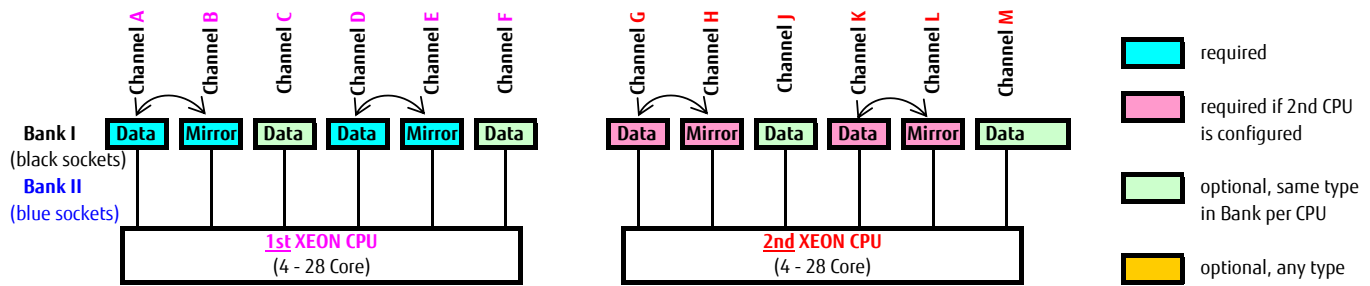 Channel A
Channel B
Channel C
Channel D
Channel E
Channel F
Channel G
Channel H
Channel J
Channel K
Channel L
Channel M
required
required if 2nd CPU
is configured
Bank I
(black sockets)
Data
Mirror
Data
Data
Mirror
Data
Data
Mirror
Data
Data
Mirror
Data
Bank II
(blue sockets)
optional, same type
in Bank per CPU
1st XEON CPU
(4 - 28 Core)
2nd XEON CPU
(4 - 28 Core)
optional, any type